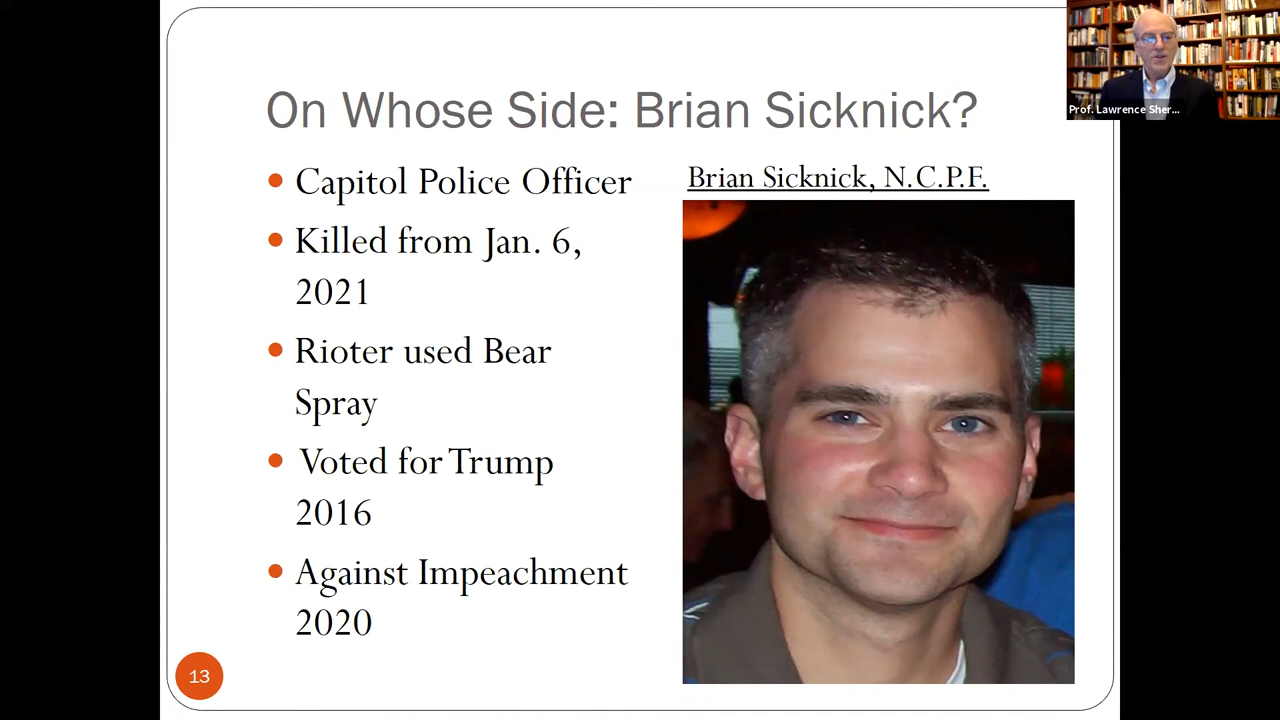 On Whose Side: Brian Sicknick?
Capitol Police Officer
Killed from Jan. 6,
2021
Rioter used Bear
Spray
Voted for Trump
2016
Against Impeachment
2020
Brian Sicknick, N.C.P.F.
13
Prof. Lawrence Sher...